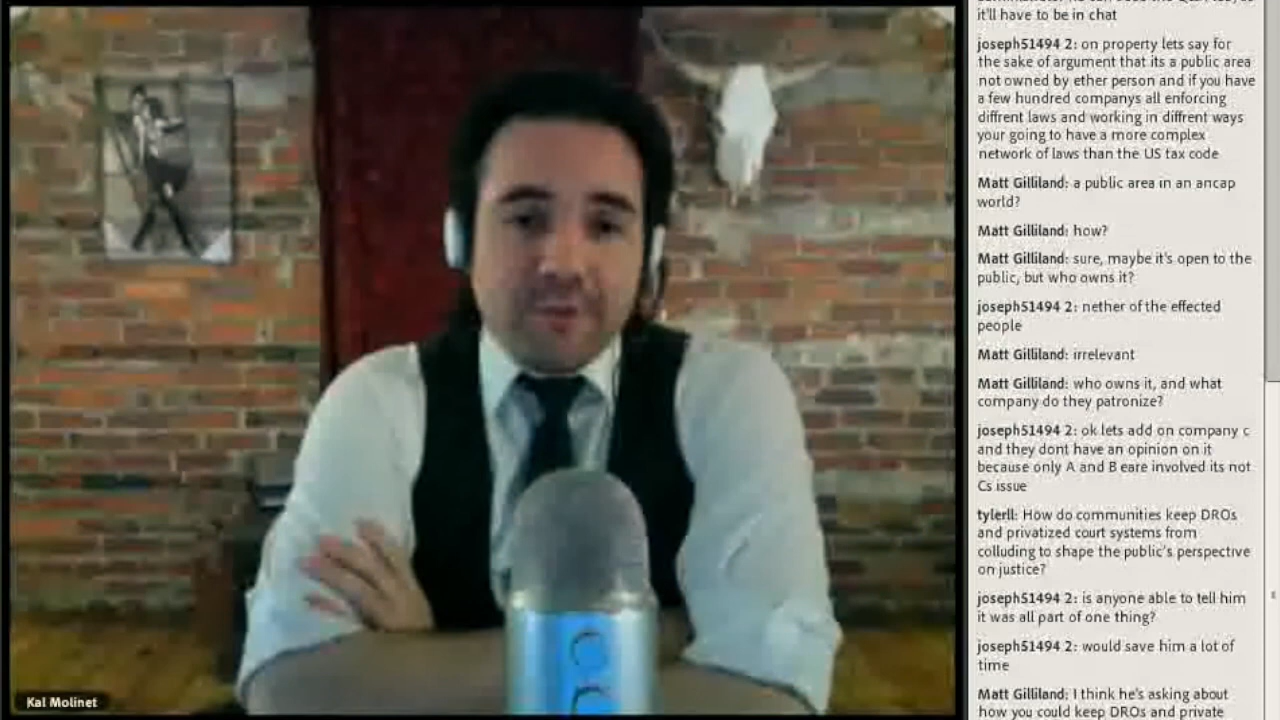 it'll have to be in chat
joseph51494 2: on property lets say for
the sake of argument that its a public area
not owned by ether person and if you have
a few hundred companys all enforcing
diffrent laws and working in diffrent ways
your going to have a more complex
network of laws than the US tax code
Matt Gilliland: a public area in an ancap
world?
Matt Gilliland: how?
Matt Gilliland: sure, maybe it's open to the
public, but who owns it?
joseph51494 2: nether of the effected
people
Matt Gilliland: irrelevant
Matt Gilliland: who owns it, and what
company do they patronize?
joseph51494 2: ok lets add on company c
and they dont have an opinion on it
because only A and B eare involved its not
Cs issue
tylerll: How do communities keep DROs
and privatized court systems from
colluding to shape the public's perspective
on justice?
joseph51494 2: is anyone able to tell him
it was all part of one thing?
joseph51494 2: would save him a lot of
time
Matt Gilliland: I think he's asking about
how you could keep DROs and private
Kal Molinet